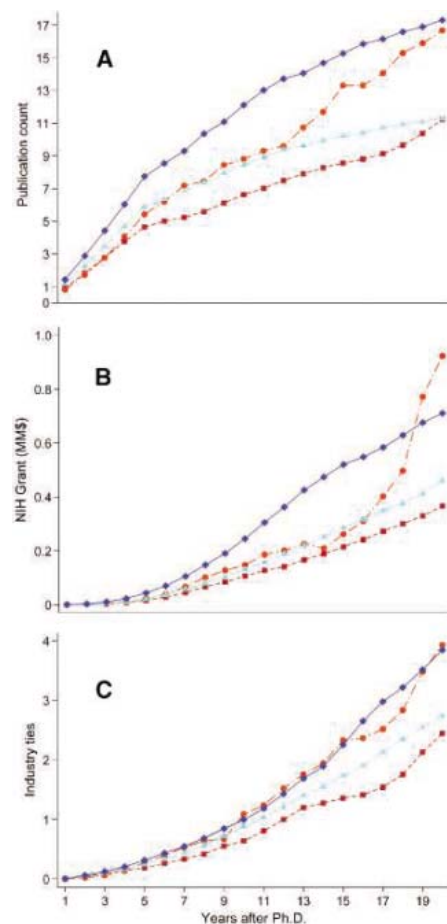 A
Publication count
17
15
13
11
9
7
5
3
1
0
B
NIH Grant (MM$)
1.0
0.8
0.6
0.4
0.2
0
C
Industry ties
4
3
2
1
0
1 3 5 7 9 11 13 15 17 19
Years after Ph.D.